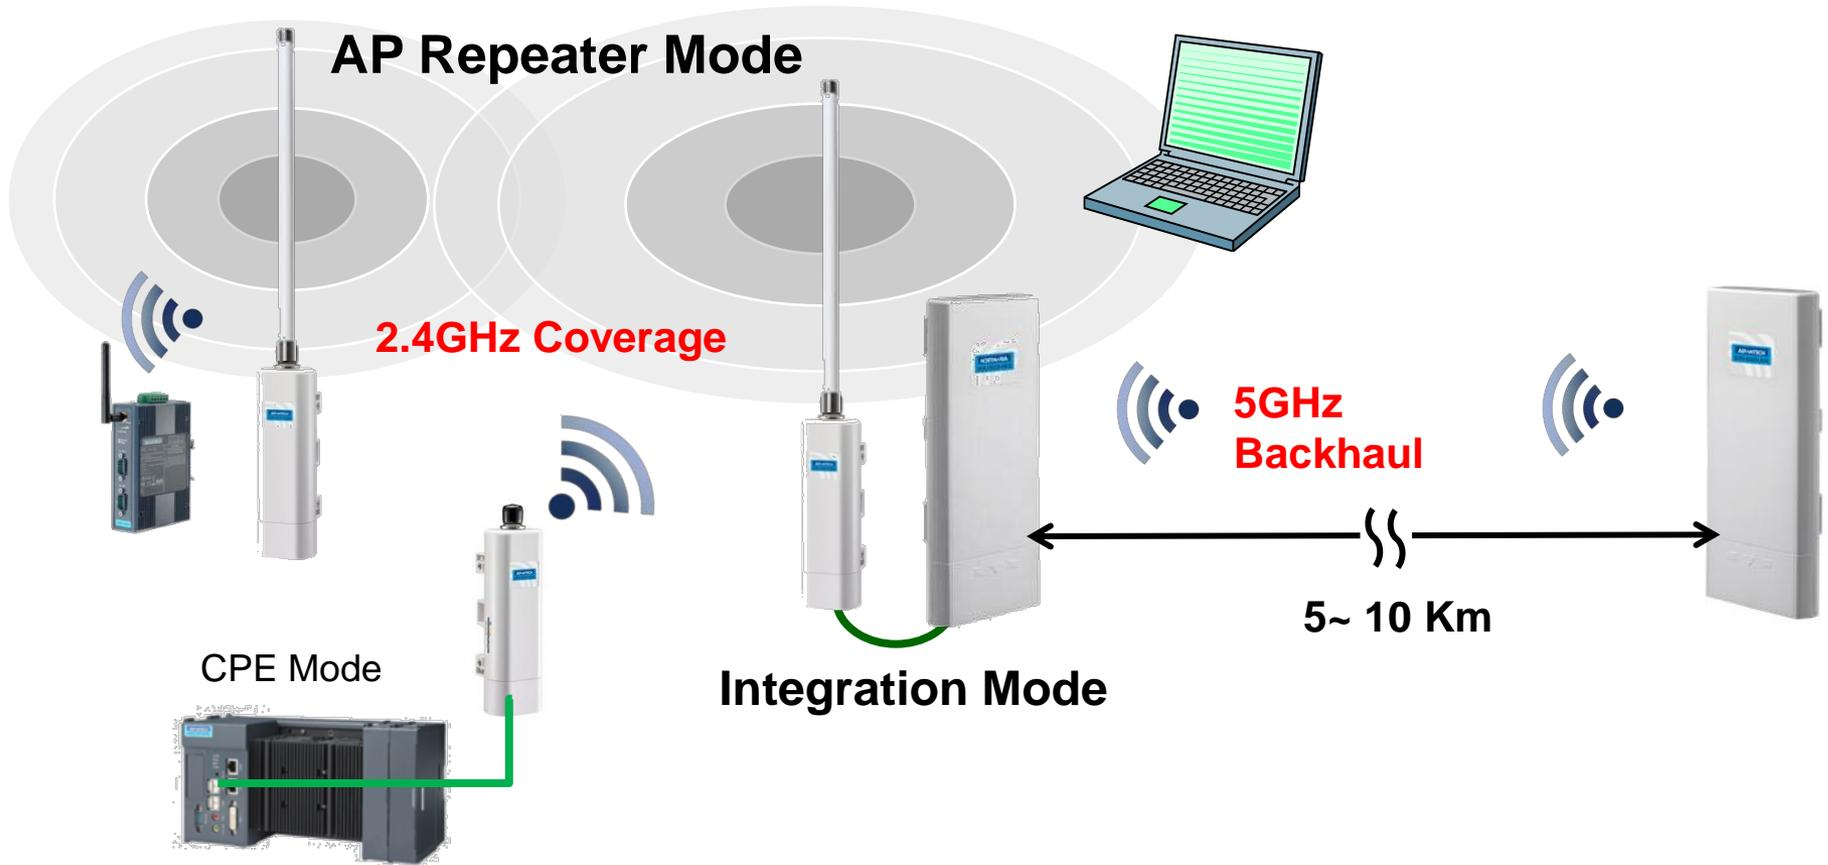 AP Repeater Mode
2.4GHz Coverage
5GHz
Backhaul
5~ 10 Km
CPE Mode
Integration Mode